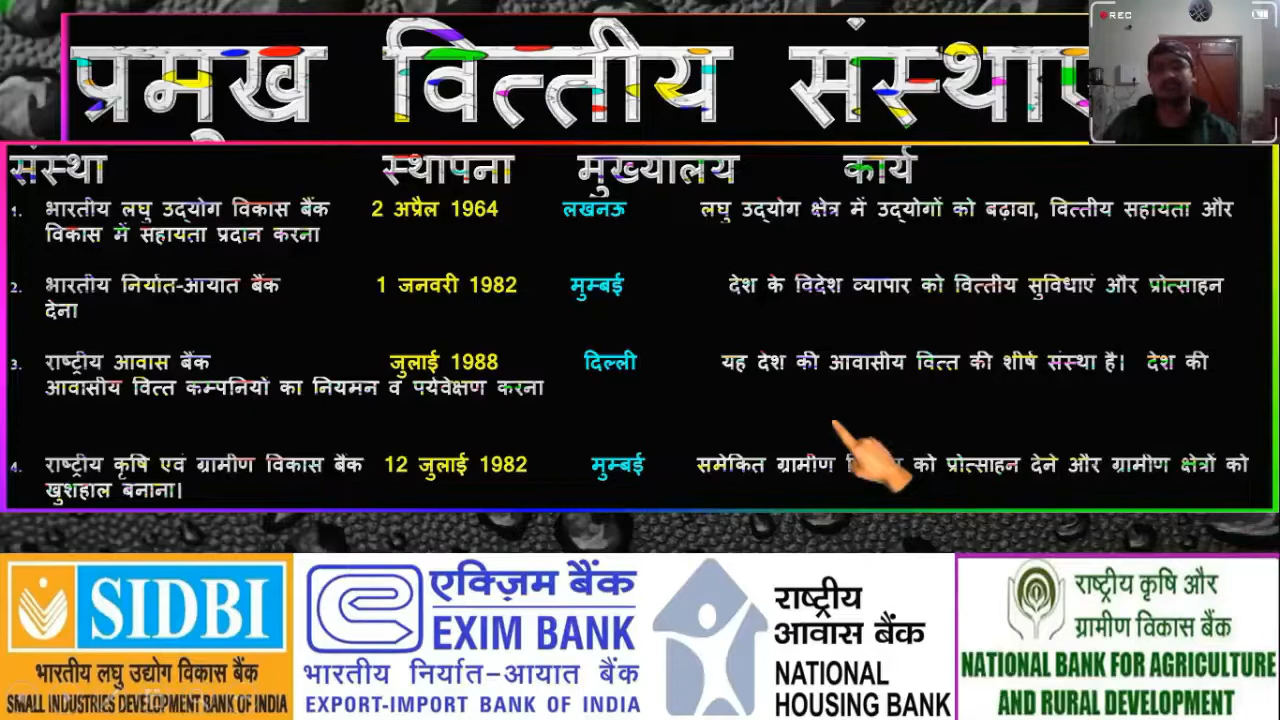 REC
प्रमुख वित्तीय
संस्था स्थापना मुख्यालय कार्य
1. भारतीय लघु उद्योग विकास बैंक 2 अप्रैल 1964 लखनऊ लघु उद्योग क्षेत्र में उद्योगों को बढ़ावा, वित्तीय सहायता और
विकास में सहायता प्रदान करना
2. भारतीय निर्यात-आयात बैंक 1 जनवरी 1982 मुम्बई देश के विदेश व्यापार को वित्तीय सुविधाएं और प्रोत्साहन
देना
3. राष्ट्रीय आवास बैंक जुलाई 1988 दिल्ली यह देश की आवासीय वित्त की शीर्ष संस्था है। देश की
आवासीय वित्त कम्पनियों का नियमन व पर्यवेक्षण करना
4. राष्ट्रीय कृषि एवं ग्रामीण विकास बैंक 12 जुलाई 1982 मुम्बई समेकित ग्रामीण को प्रोत्साहन देने और ग्रामीण क्षेत्रों को
खुशहाल बनाना।
SIDBI
भारतीय लघु उद्योग विकास बैंक
SMALL INDUSTRIES DEVELOPMENT BANK OF INDIA
एक्ज़िम बैंक
EXIM BANK
भारतीय निर्यात-आयात बैंक
EXPORT-IMPORT BANK OF INDIA
राष्ट्रीय
आवास बैंक
NATIONAL
HOUSING BANK
राष्ट्रीय कृषि और
ग्रामीण विकास बैंक
NATIONAL BANK FOR AGRICULTURE
AND RURAL DEVELOPMENT